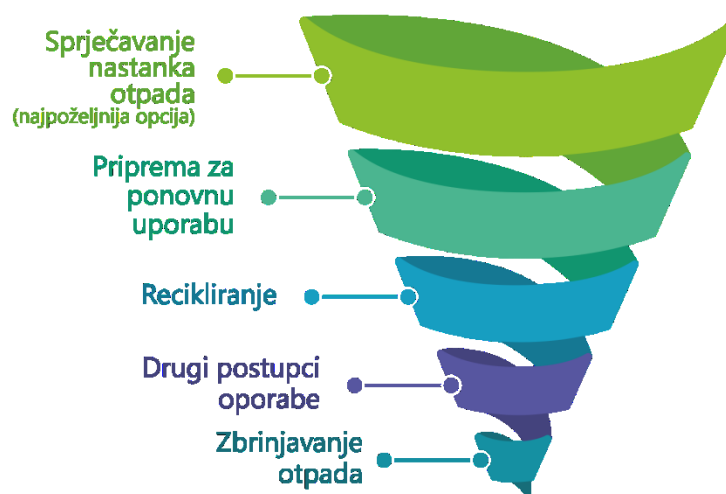 Sprječavanje
nastanka
otpada
(najpoželjnija opcija)
Priprema za
ponovnu
uporabu
Recikliranje
Drugi postupci
oporabe
Zbrinjavanje
otpada